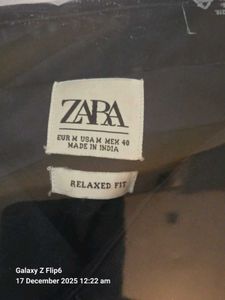 ZARA
EUR M USA M MEX 40
MADE IN INDIA
RELAXED FIT
Galaxy Z Flip6
17 December 2025 12:22 am